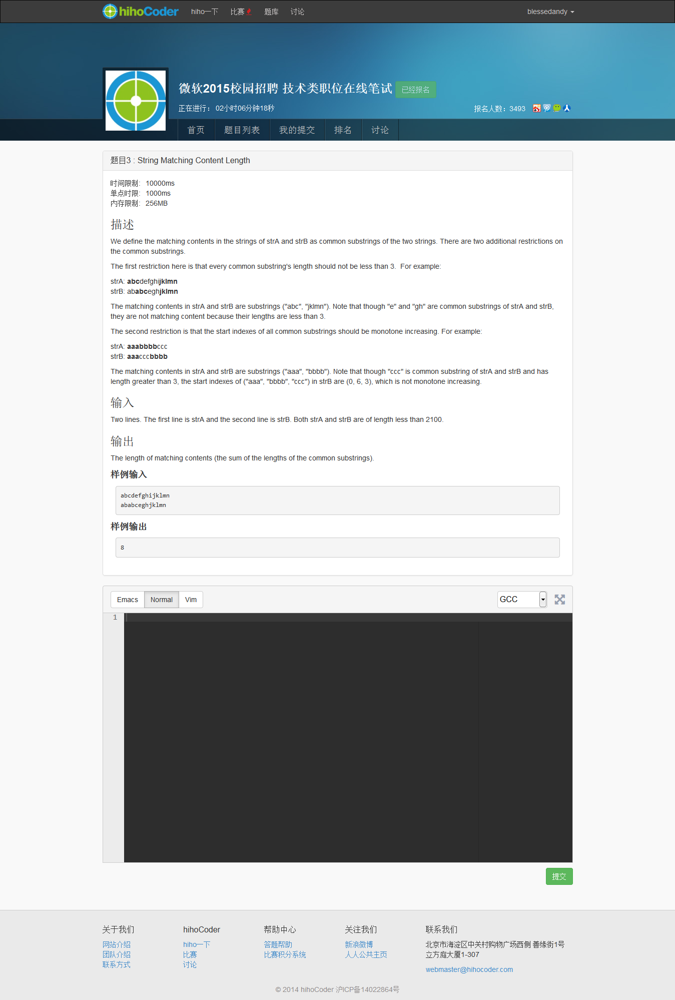 hihoCoder hiho一下 比赛 题库 讨论 blessedandy
微软2015校园招聘 技术类职位在线笔试 已经报名
正在进行： 02小时06分钟18秒 报名人数：3493
首页 题目列表 我的提交 排名 讨论
题目3 : String Matching Content Length
时间限制: 10000ms
单点时限: 1000ms
内存限制: 256MB
描述
We define the matching contents in the strings of strA and strB as common substrings of the two strings. There are two additional restrictions on
the common substrings.
The first restriction here is that every common substring's length should not be less than 3.  For example:
strA: abcdefghijklmn
strB: ababceghjklmn
The matching contents in strA and strB are substrings ("abc", "jklmn"). Note that though "e" and "gh" are common substrings of strA and strB,
they are not matching content because their lengths are less than 3.
The second restriction is that the start indexes of all common substrings should be monotone increasing. For example:
strA: aaabbbbccc
strB: aaacccbbbb
The matching contents in strA and strB are substrings ("aaa", "bbbb"). Note that though "ccc" is common substring of strA and strB and has
length greater than 3, the start indexes of ("aaa", "bbbb", "ccc") in strB are (0, 6, 3), which is not monotone increasing.
输入
Two lines. The first line is strA and the second line is strB. Both strA and strB are of length less than 2100.
输出
The length of matching contents (the sum of the lengths of the common substrings).
样例输入
abcdefghijklmn
ababceghjklmn
样例输出
8
Emacs Normal Vim GCC
1
提交
关于我们 hihoCoder 帮助中心 关注我们 联系我们
网站介绍 hiho一下 答题帮助 新浪微博 北京市海淀区中关村购物广场西侧 善缘街1号
团队介绍 比赛 比赛积分系统 人人公共主页 立方庭大厦1-307
联系方式 讨论
webmaster@hihocoder.com
© 2014 hihoCoder 沪ICP备14022864号